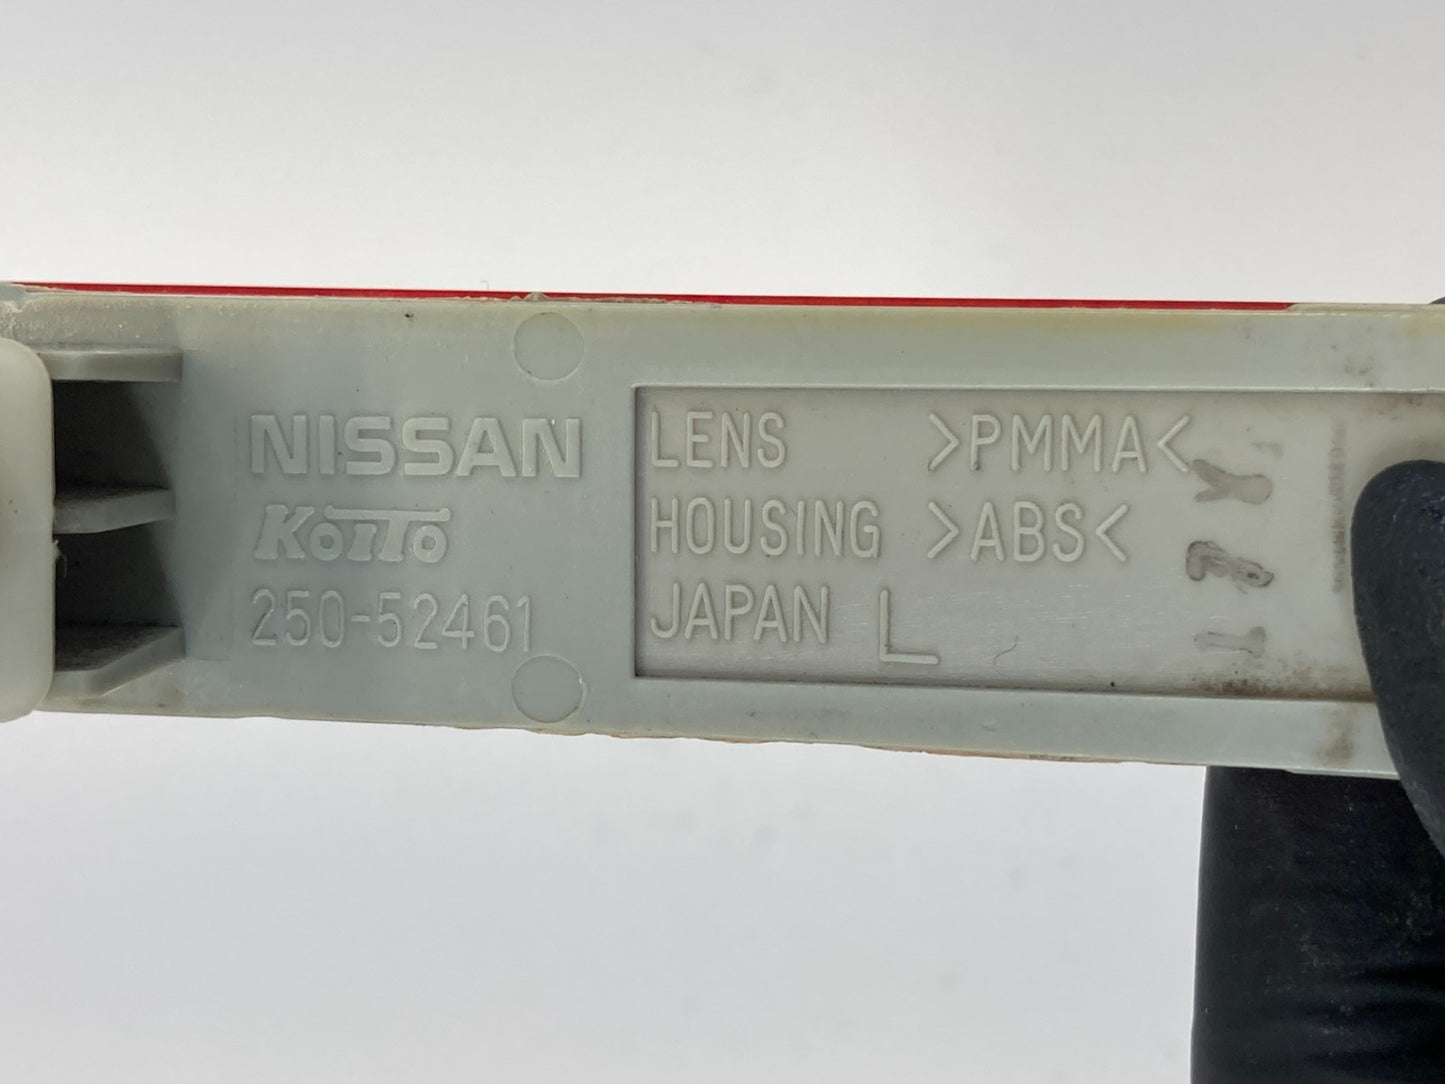 NISSAN
KOITO
250-52461
LENS >PMMA<
HOUSING >ABS<
JAPAN L